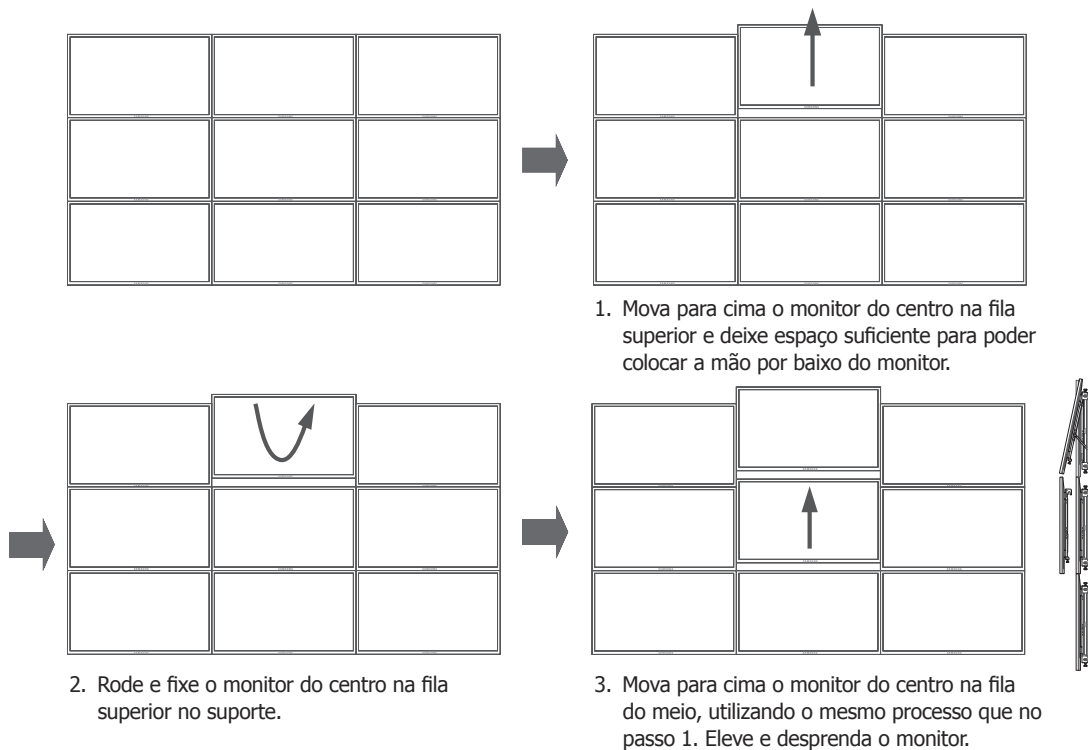 1. Mova para cima o monitor do centro na fila
superior e deixe espaço suficiente para poder
colocar a mão por baixo do monitor.
2. Rode e fixe o monitor do centro na fila
superior no suporte.
3. Mova para cima o monitor do centro na fila
do meio, utilizando o mesmo processo que no
passo 1. Eleve e desprenda o monitor.